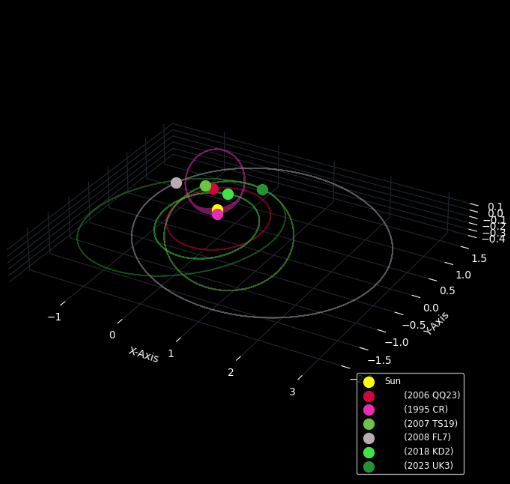 0.1
0.0
−0.1
−0.2
−0.3
−0.4
1.5
1.0
0.5
0.0
−0.5
−1.0
−1.5
Y-Axis
−1
0
1
2
3
X-Axis
Sun
(2006 QQ23)
(1995 CR)
(2007 TS19)
(2008 FL7)
(2018 KD2)
(2023 UK3)